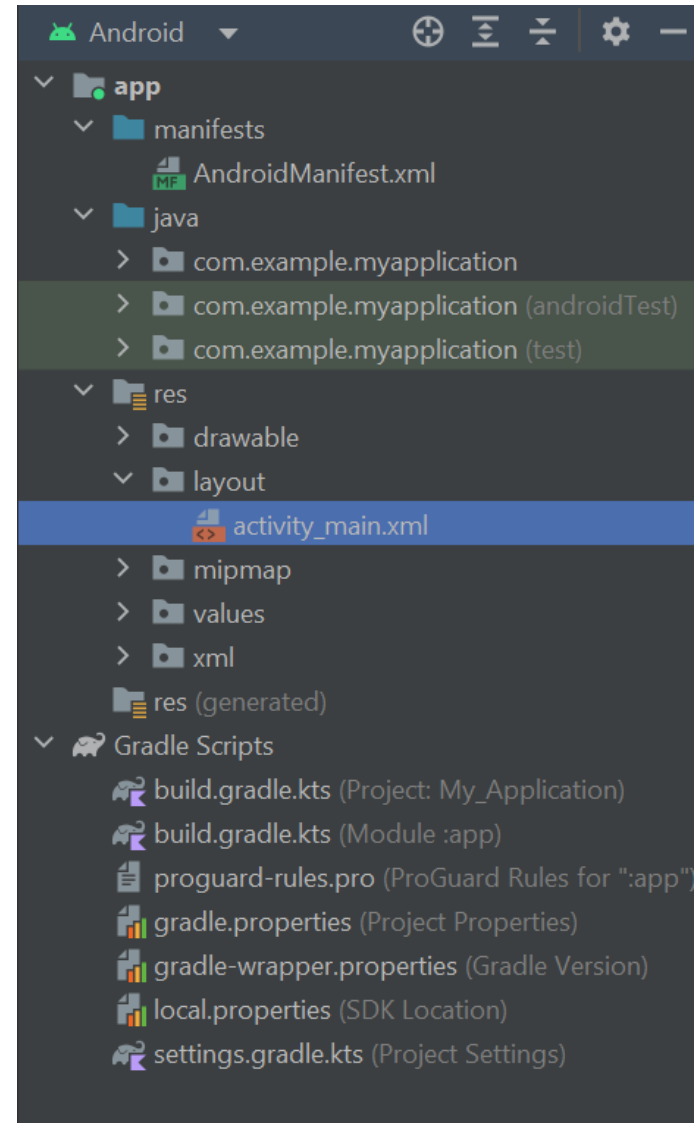 Android
app
manifests
MF AndroidManifest.xml
java
com.example.myapplication
com.example.myapplication (androidTest)
com.example.myapplication (test)
res
drawable
layout
<> activity_main.xml
mipmap
values
xml
res (generated)
Gradle Scripts
build.gradle.kts (Project: My_Application)
build.gradle.kts (Module :app)
proguard-rules.pro (ProGuard Rules for ":app")
gradle.properties (Project Properties)
gradle-wrapper.properties (Gradle Version)
local.properties (SDK Location)
settings.gradle.kts (Project Settings)